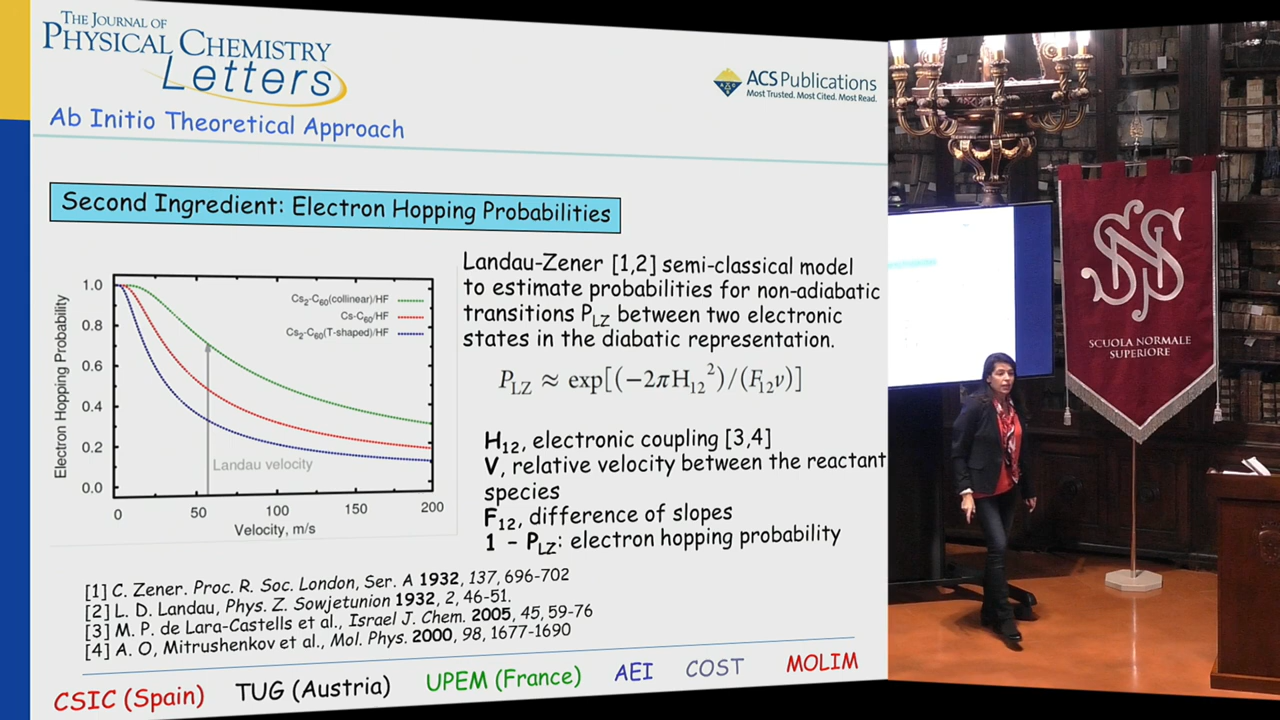 THE JOURNAL OF
PHYSICAL CHEMISTRY
Letters
ACS Publications
Most Trusted. Most Cited. Most Read.
Ab Initio Theoretical Approach
Second Ingredient: Electron Hopping Probabilities
Electron Hopping Probability
1.0
0.8
0.6
0.4
0.2
0.0
Cs2-C60(collinear)/HF
Cs-C60/HF
Cs2-C60(T-shaped)/HF
Landau velocity
0 50 100 150 200
Velocity, m/s
Landau-Zener [1,2] semi-classical model
to estimate probabilities for non-adiabatic
transitions PLZ between two electronic
states in the diabatic representation.
PLZ ≈ exp[(−2πH12²)/(F12ν)]
H12, electronic coupling [3,4]
V, relative velocity between the reactant
species
F12, difference of slopes
1 - PLZ: electron hopping probability
[1] C. Zener. Proc. R. Soc. London, Ser. A 1932, 137, 696-702
[2] L. D. Landau, Phys. Z. Sowjetunion 1932, 2, 46-51.
[3] M. P. de Lara-Castells et al., Israel J. Chem. 2005, 45, 59-76
[4] A. O, Mitrushenkov et al., Mol. Phys. 2000, 98, 1677-1690
CSIC (Spain) TUG (Austria) UPEM (France) AEI COST MOLIM
SNS
SCUOLA NORMALE
SUPERIORE